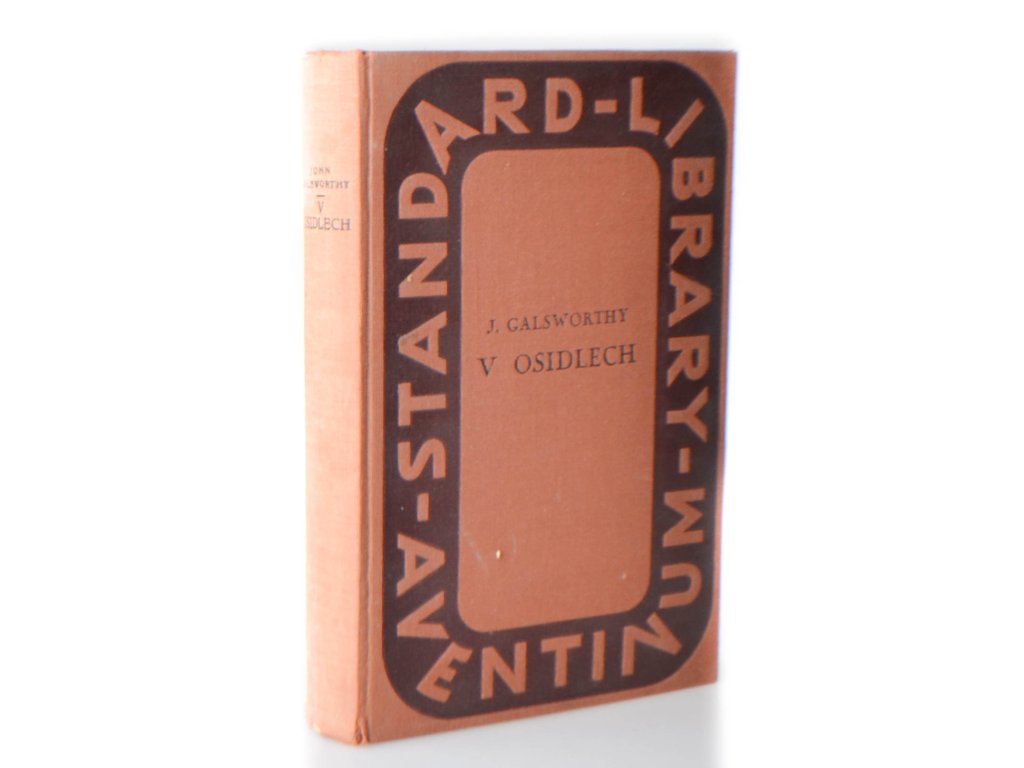 JOHN
GALSWORTHY
V
OSIDLECH
AVENTINUM-STANDARD-LIBRARY-
J. GALSWORTHY
V OSIDLECH